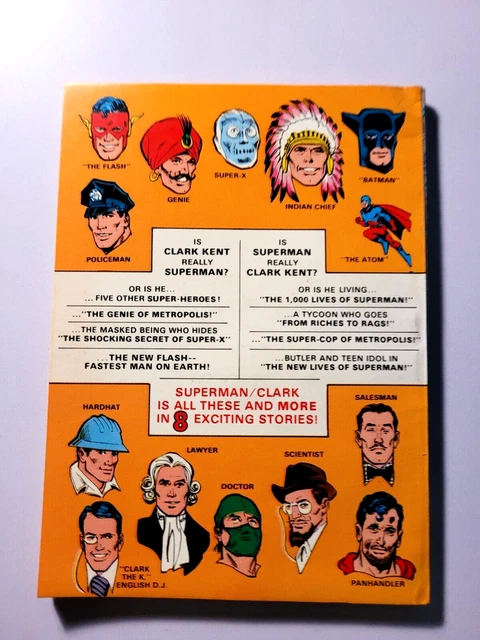 "THE FLASH"
GENIE
SUPER-X
INDIAN CHIEF
"BATMAN"
POLICEMAN
"THE ATOM"
IS
CLARK KENT
REALLY
SUPERMAN?
OR IS HE...
...FIVE OTHER SUPER-HEROES!
..."THE GENIE OF METROPOLIS!"
...THE MASKED BEING WHO HIDES
"THE SHOCKING SECRET OF SUPER-X"
...THE NEW FLASH--
FASTEST MAN ON EARTH!
IS
SUPERMAN
REALLY
CLARK KENT?
OR IS HE LIVING...
"THE 1,000 LIVES OF SUPERMAN!"
...A TYCOON WHO GOES
"FROM RICHES TO RAGS!"
..."THE SUPER-COP OF METROPOLIS!"
...BUTLER AND TEEN IDOL IN
"THE NEW LIVES OF SUPERMAN!"
SUPERMAN/CLARK
IS ALL THESE AND MORE
IN 8 EXCITING STORIES!
HARDHAT
LAWYER
DOCTOR
SCIENTIST
SALESMAN
"CLARK
THE K."
ENGLISH D.J.
PANHANDLER